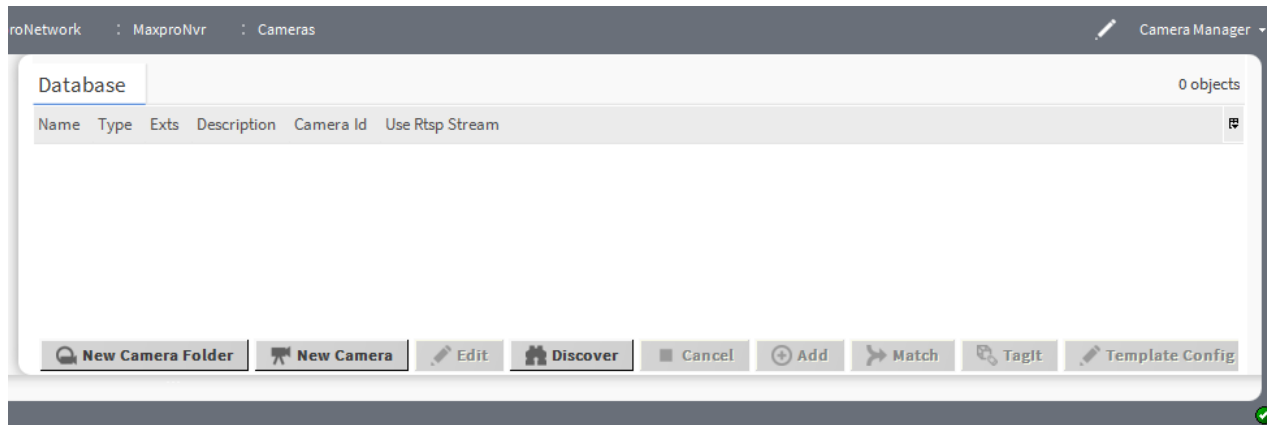 roNetwork : MaxproNvr : Cameras Camera Manager
Database 0 objects
Name Type Exts Description Camera Id Use Rtsp Stream
New Camera Folder New Camera Edit Discover Cancel Add Match TagIt Template Config